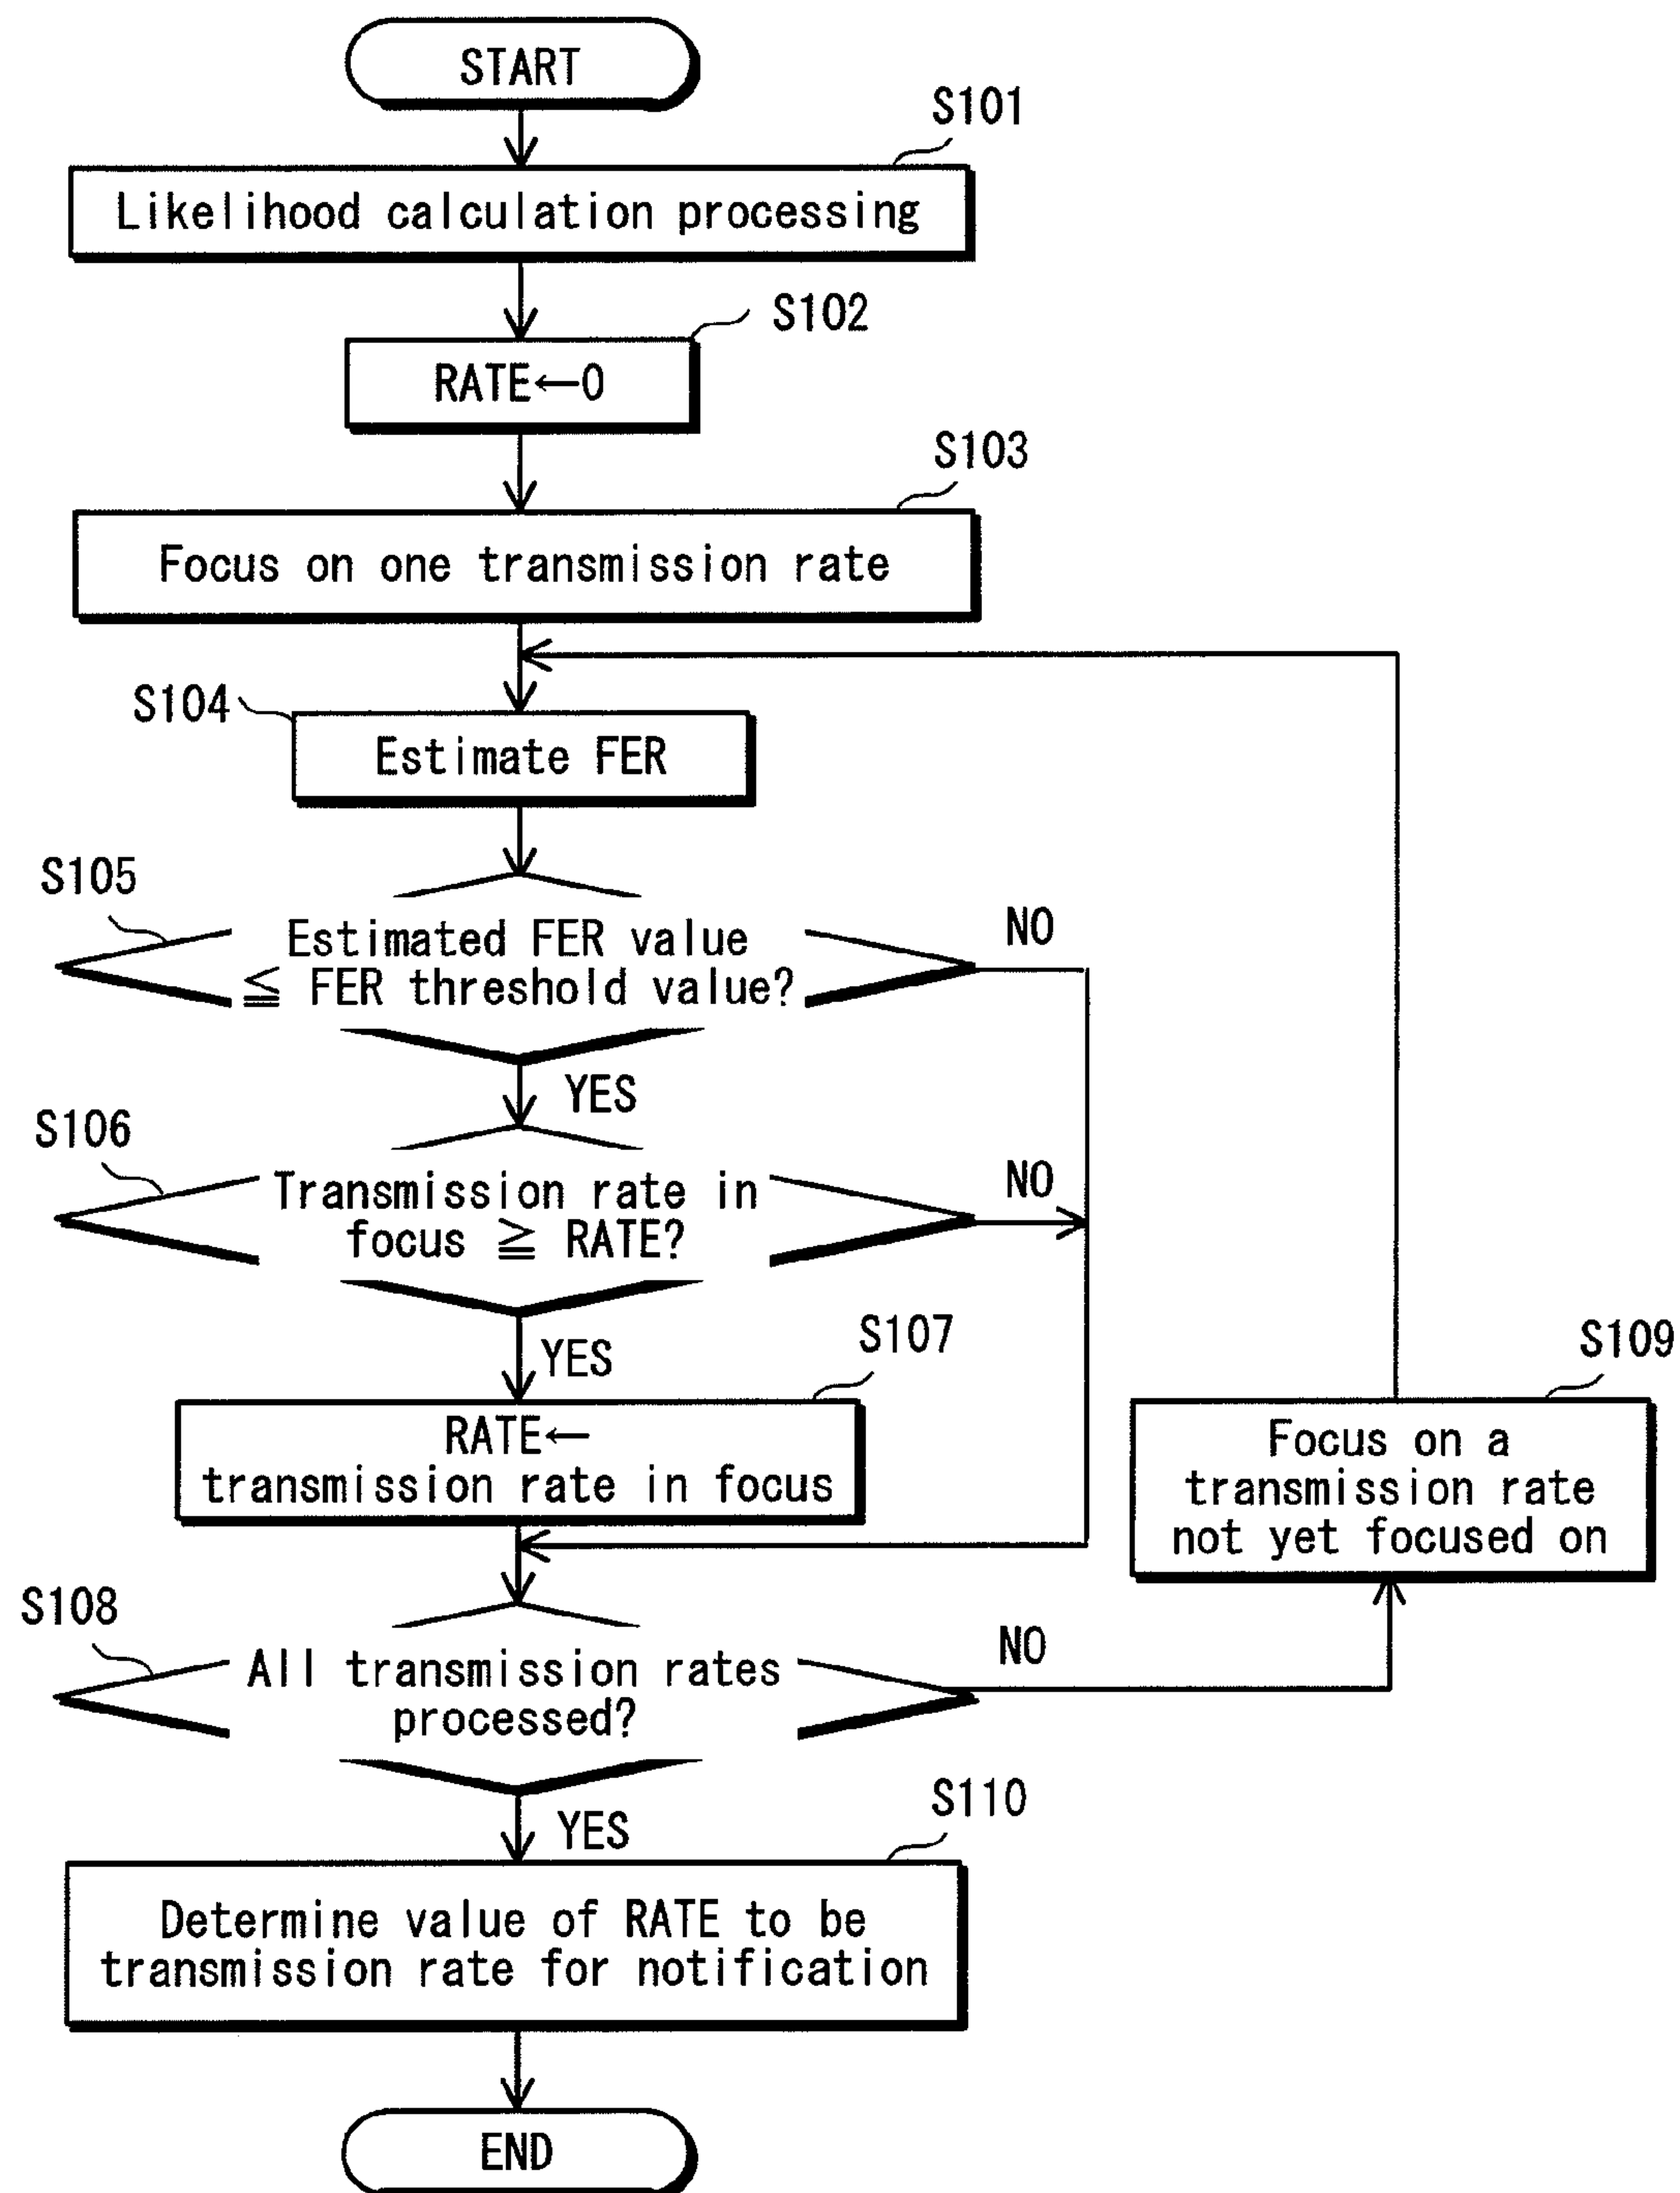 START
S101
Likelihood calculation processing
S102
RATE←0
S103
Focus on one transmission rate
S104
Estimate FER
S105
Estimated FER value
≦ FER threshold value?
NO
YES
S106
Transmission rate in
focus ≧ RATE?
NO
YES
S107
RATE←
transmission rate in focus
S109
Focus on a
transmission rate
not yet focused on
S108
All transmission rates
processed?
NO
YES
S110
Determine value of RATE to be
transmission rate for notification
END